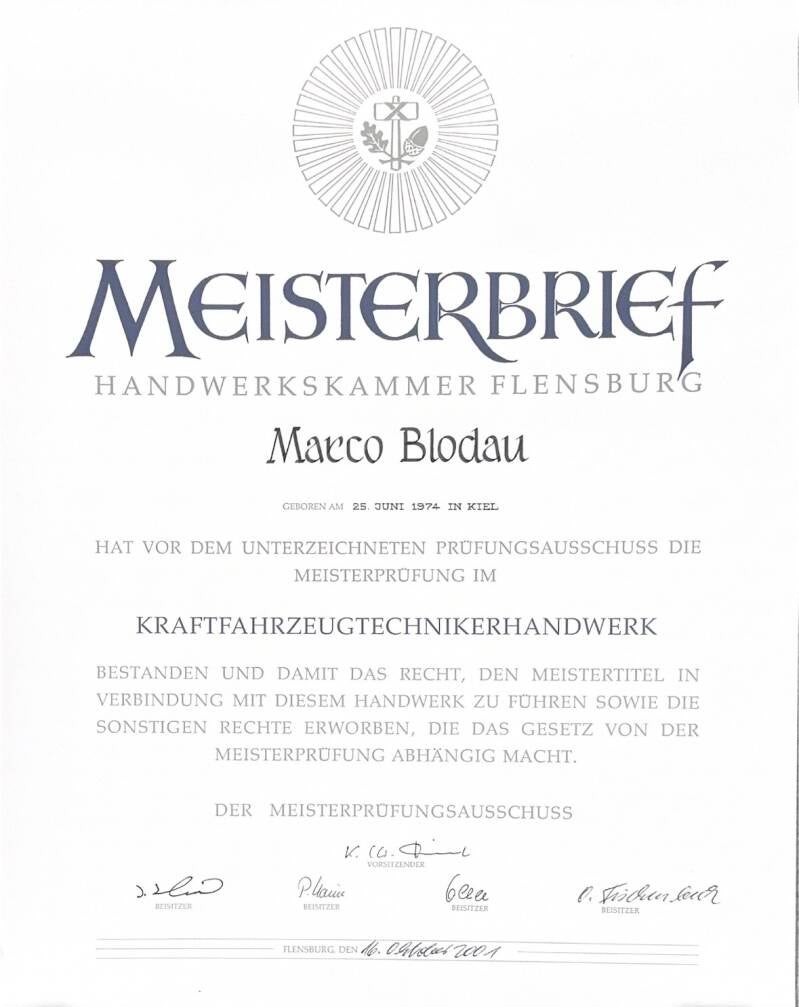 MEISTERBRIEF
HANDWERKSKAMMER FLENSBURG
Marco Blodau
GEBOREN AM 25. JUNI 1974 IN KIEL
HAT VOR DEM UNTERZEICHNETEN PRÜFUNGSAUSSCHUSS DIE
MEISTERPRÜFUNG IM
KRAFTFAHRZEUGTECHNIKERHANDWERK
BESTANDEN UND DAMIT DAS RECHT, DEN MEISTERTITEL IN
VERBINDUNG MIT DIESEM HANDWERK ZU FÜHREN SOWIE DIE
SONSTIGEN RECHTE ERWORBEN, DIE DAS GESETZ VON DER
MEISTERPRÜFUNG ABHÄNGIG MACHT.
DER MEISTERPRÜFUNGSAUSSCHUSS
VORSITZENDER
BEISITZER BEISITZER BEISITZER BEISITZER
FLENSBURG, DEN 16. Oktober 2001